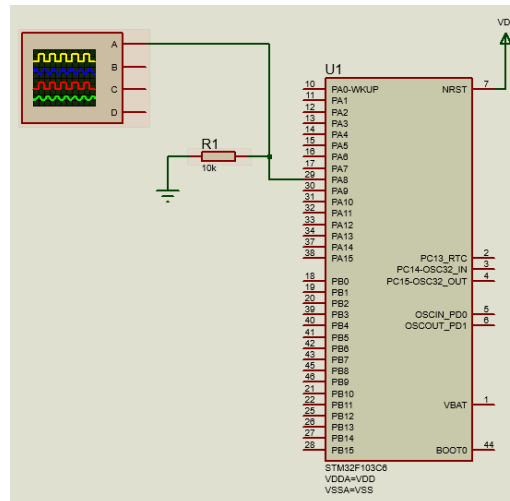 VD
A
B
C
D
R1
10k
U1
10 PA0-WKUP NRST 7
11 PA1
12 PA2
13 PA3
14 PA4
15 PA5
16 PA6
17 PA7
29 PA8
30 PA9
31 PA10
32 PA11
33 PA12
34 PA13
37 PA14
38 PA15 PC13_RTC 2
PC14-OSC32_IN 3
18 PB0 PC15-OSC32_OUT 4
19 PB1
20 PB2
39 PB3 OSCIN_PD0 5
40 PB4 OSCOUT_PD1 6
41 PB5
42 PB6
43 PB7
45 PB8
46 PB9
21 PB10
22 PB11 VBAT 1
25 PB12
26 PB13
27 PB14
28 PB15 BOOT0 44
STM32F103C6
VDDA=VDD
VSSA=VSS